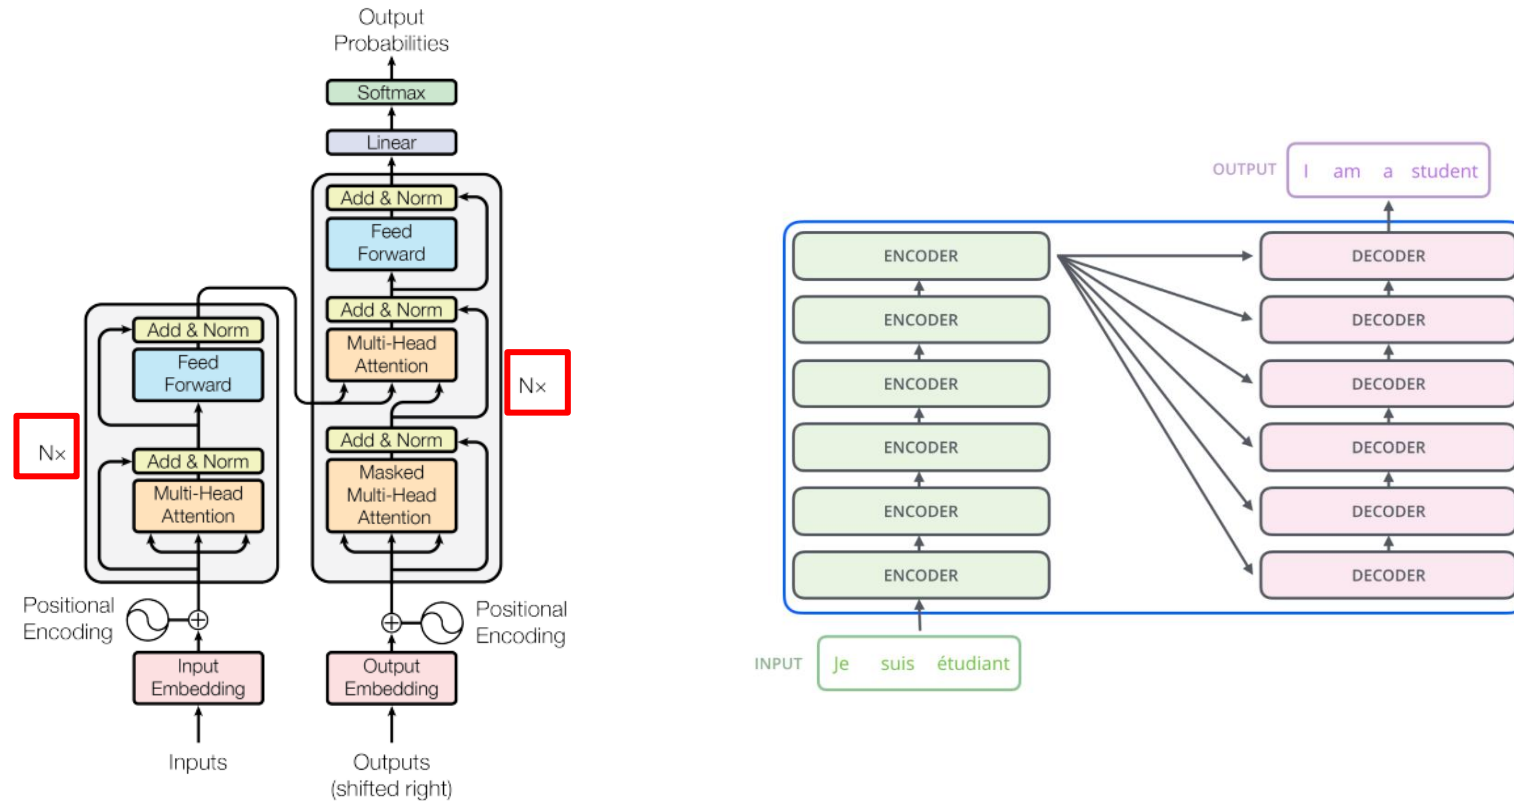 Output
Probabilities
Softmax
Linear
Add & Norm
Feed
Forward
Add & Norm
Multi-Head
Attention
Add & Norm
Masked
Multi-Head
Attention
N×
Add & Norm
Feed
Forward
Add & Norm
Multi-Head
Attention
N×
Positional
Encoding
Positional
Encoding
Input
Embedding
Output
Embedding
Inputs
Outputs
(shifted right)
OUTPUT
I am a student
ENCODER
DECODER
ENCODER
DECODER
ENCODER
DECODER
ENCODER
DECODER
ENCODER
DECODER
ENCODER
DECODER
INPUT
Je suis étudiant